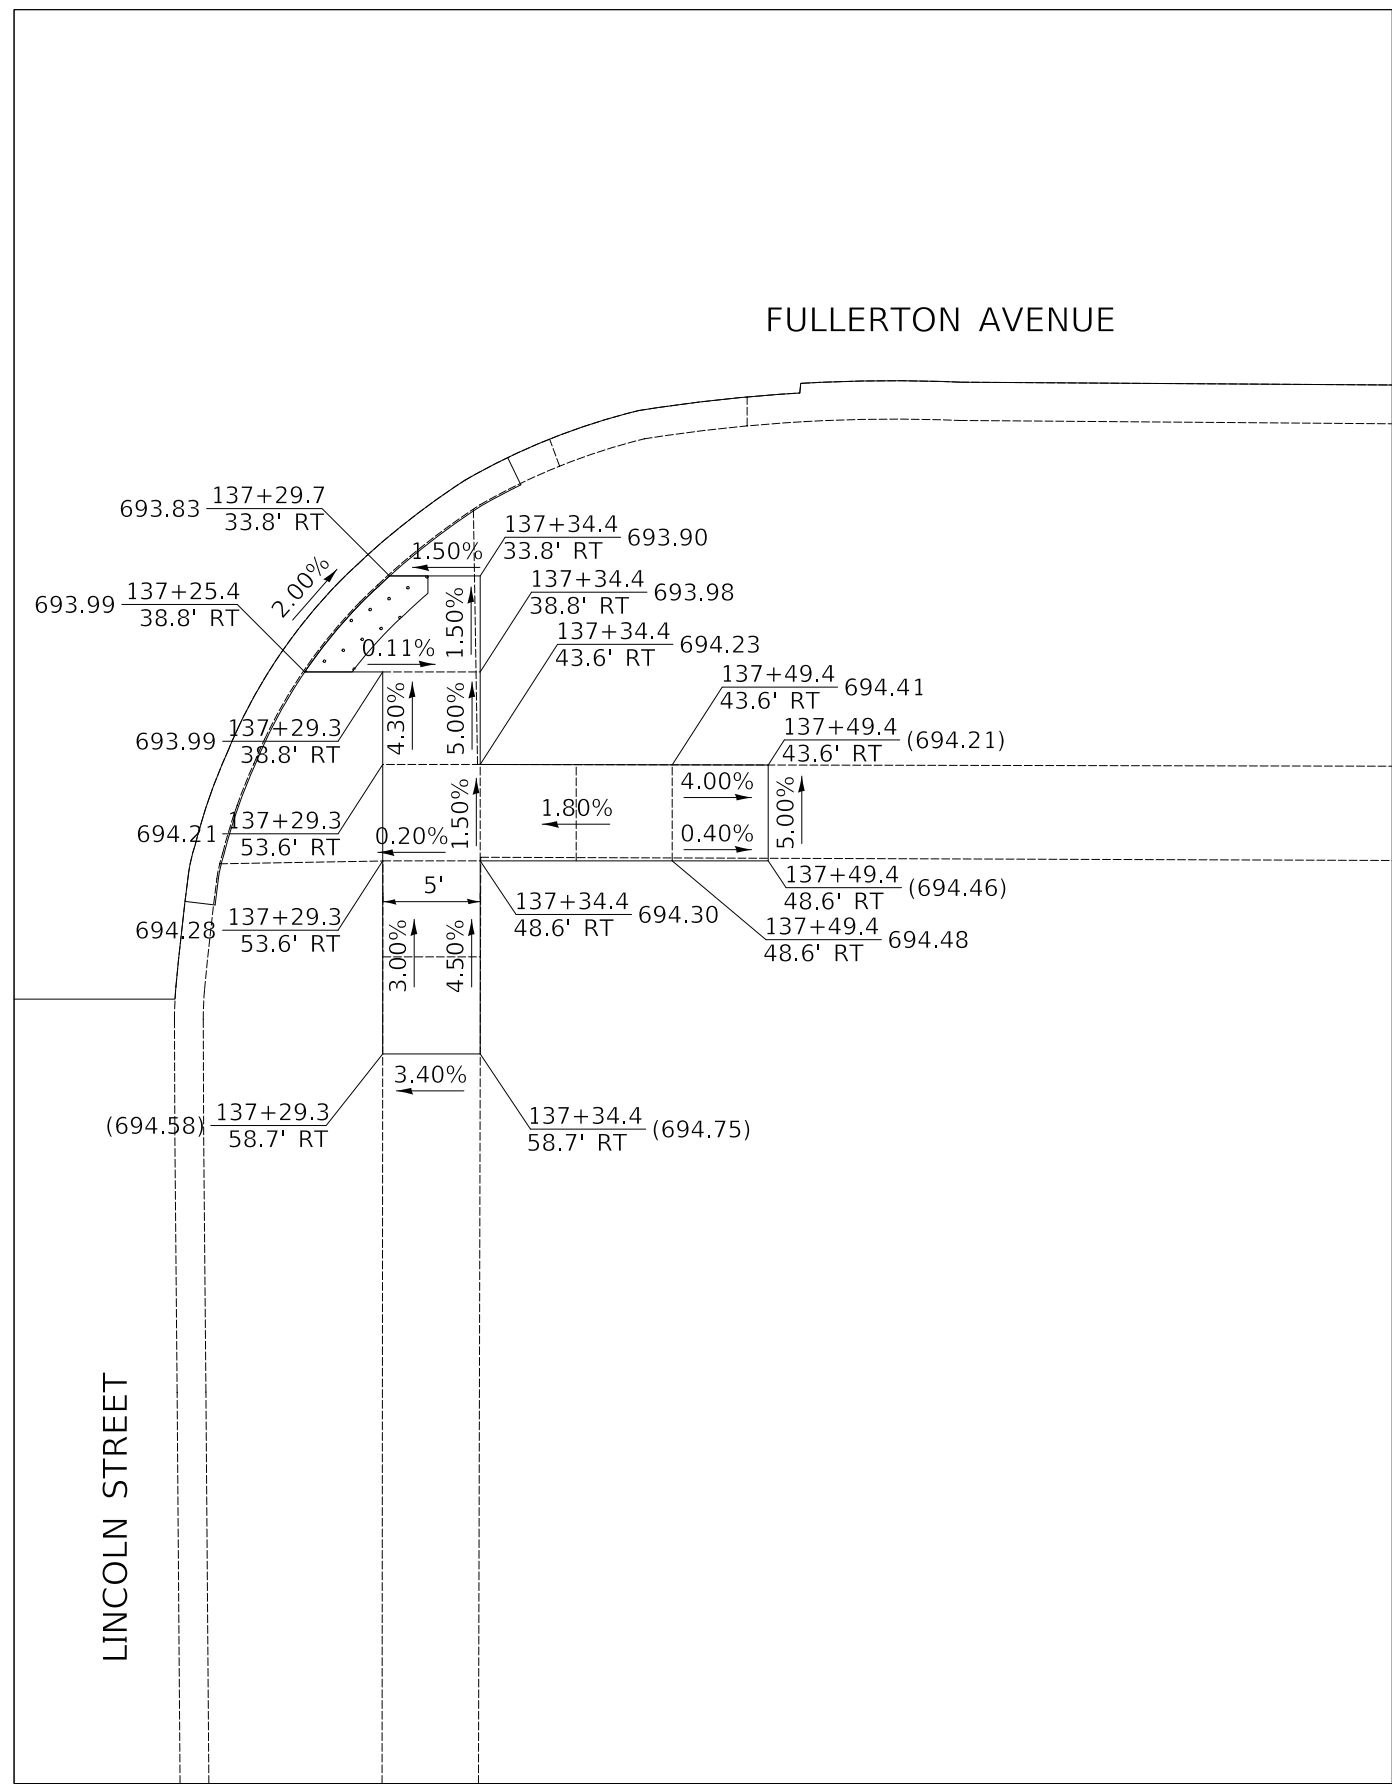 FULLERTON AVENUE
693.83 137+29.7
33.8' RT
137+34.4 693.90
33.8' RT
1.50%
2.00%
693.99 137+25.4
38.8' RT
137+34.4 693.98
38.8' RT
1.50%
0.11%
137+34.4 694.23
43.6' RT
137+49.4 694.41
43.6' RT
4.30%
5.00%
693.99 137+29.3
38.8' RT
137+49.4 (694.21)
43.6' RT
4.00%
1.80%
1.50%
5.00%
694.21 137+29.3
53.6' RT
0.20%
0.40%
5'
137+49.4 (694.46)
48.6' RT
137+34.4 694.30
48.6' RT
694.28 137+29.3
53.6' RT
137+49.4 694.48
48.6' RT
3.00%
4.50%
3.40%
(694.58) 137+29.3
58.7' RT
137+34.4 (694.75)
58.7' RT
LINCOLN STREET